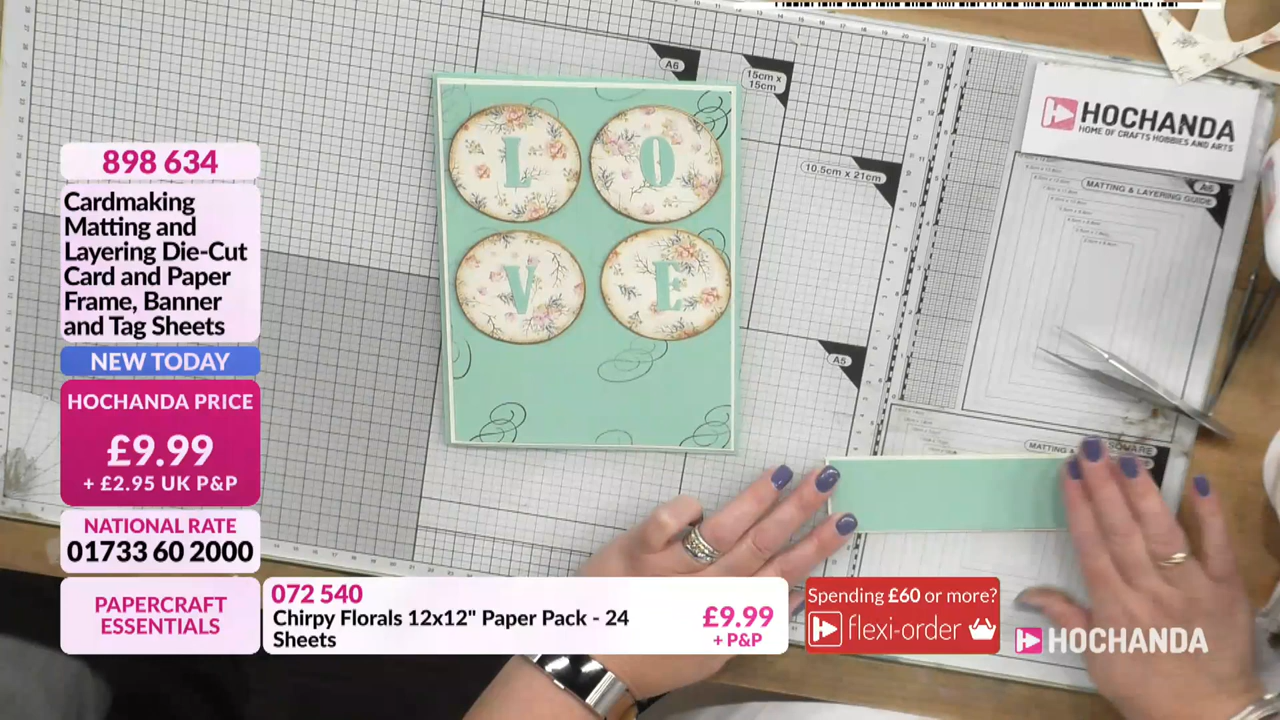 898 634
Cardmaking
Matting and
Layering Die-Cut
Card and Paper
Frame, Banner
and Tag Sheets
NEW TODAY
HOCHANDA PRICE
£9.99
+ £2.95 UK P&P
NATIONAL RATE
01733 60 2000
PAPERCRAFT
ESSENTIALS
072 540
Chirpy Florals 12x12" Paper Pack - 24
Sheets
£9.99
+ P&P
Spending £60 or more?
flexi-order
HOCHANDA
L O
V E
A6
15cm x
15cm
10.5cm x 21cm
A5
HOCHANDA
HOME OF CRAFTS HOBBIES AND ARTS
MATTING & LAYERING GUIDE
A6
MATTING &
SQUARE